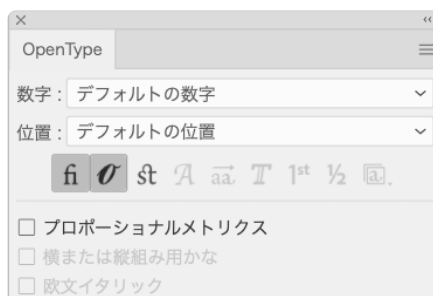 OpenType
数字 : デフォルトの数字
位置 : デフォルトの位置
fi O st A aa T 1st ½ a
プロポーショナルメトリクス
横または縦組み用かな
欧文イタリック